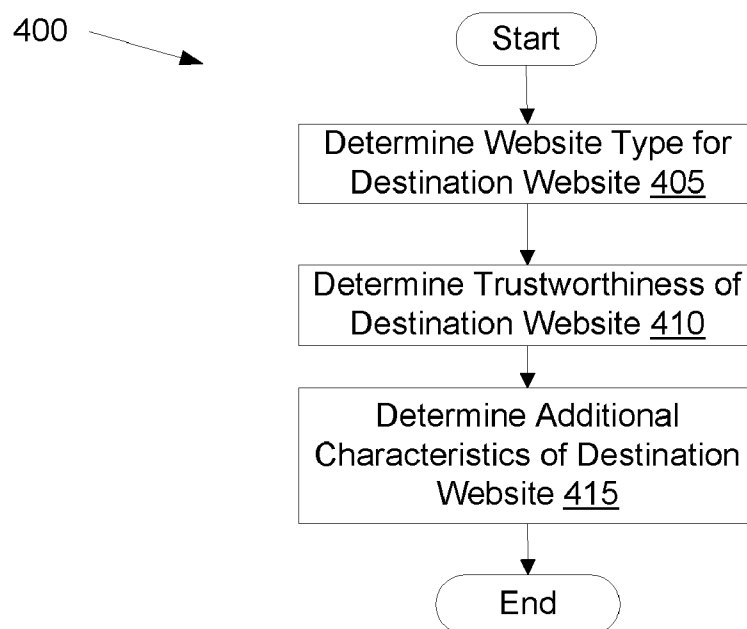 400
Start
Determine Website Type for
Destination Website 405
Determine Trustworthiness of
Destination Website 410
Determine Additional
Characteristics of Destination
Website 415
End